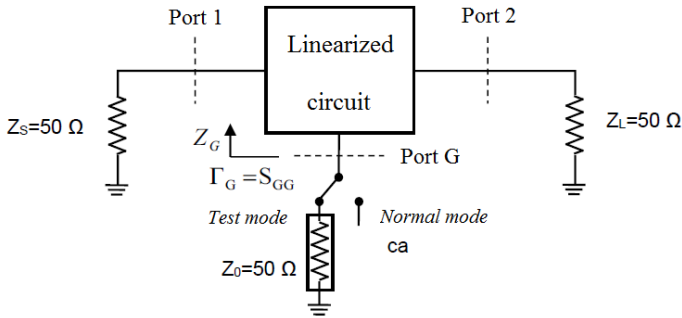 Port 1
Linearized
circuit
Port 2
Zs=50 Ω
ZL=50 Ω
ZG
Port G
ΓG =SGG
Test mode
Normal mode
ca
Z0=50 Ω